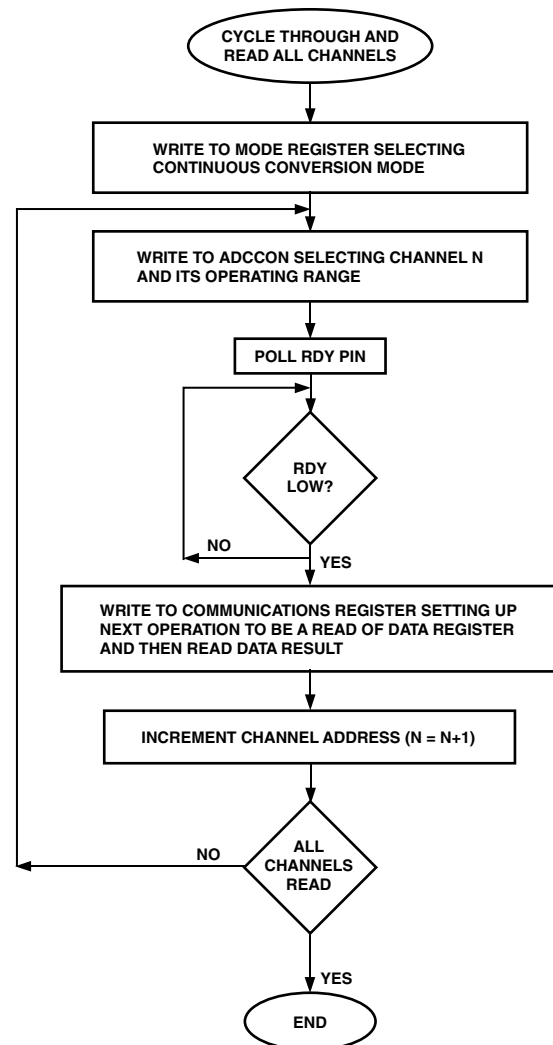 CYCLE THROUGH AND
READ ALL CHANNELS
WRITE TO MODE REGISTER SELECTING
CONTINUOUS CONVERSION MODE
WRITE TO ADCCON SELECTING CHANNEL N
AND ITS OPERATING RANGE
POLL RDY PIN
RDY
LOW?
NO
YES
WRITE TO COMMUNICATIONS REGISTER SETTING UP
NEXT OPERATION TO BE A READ OF DATA REGISTER
AND THEN READ DATA RESULT
INCREMENT CHANNEL ADDRESS (N = N+1)
ALL
CHANNELS
READ
NO
YES
END